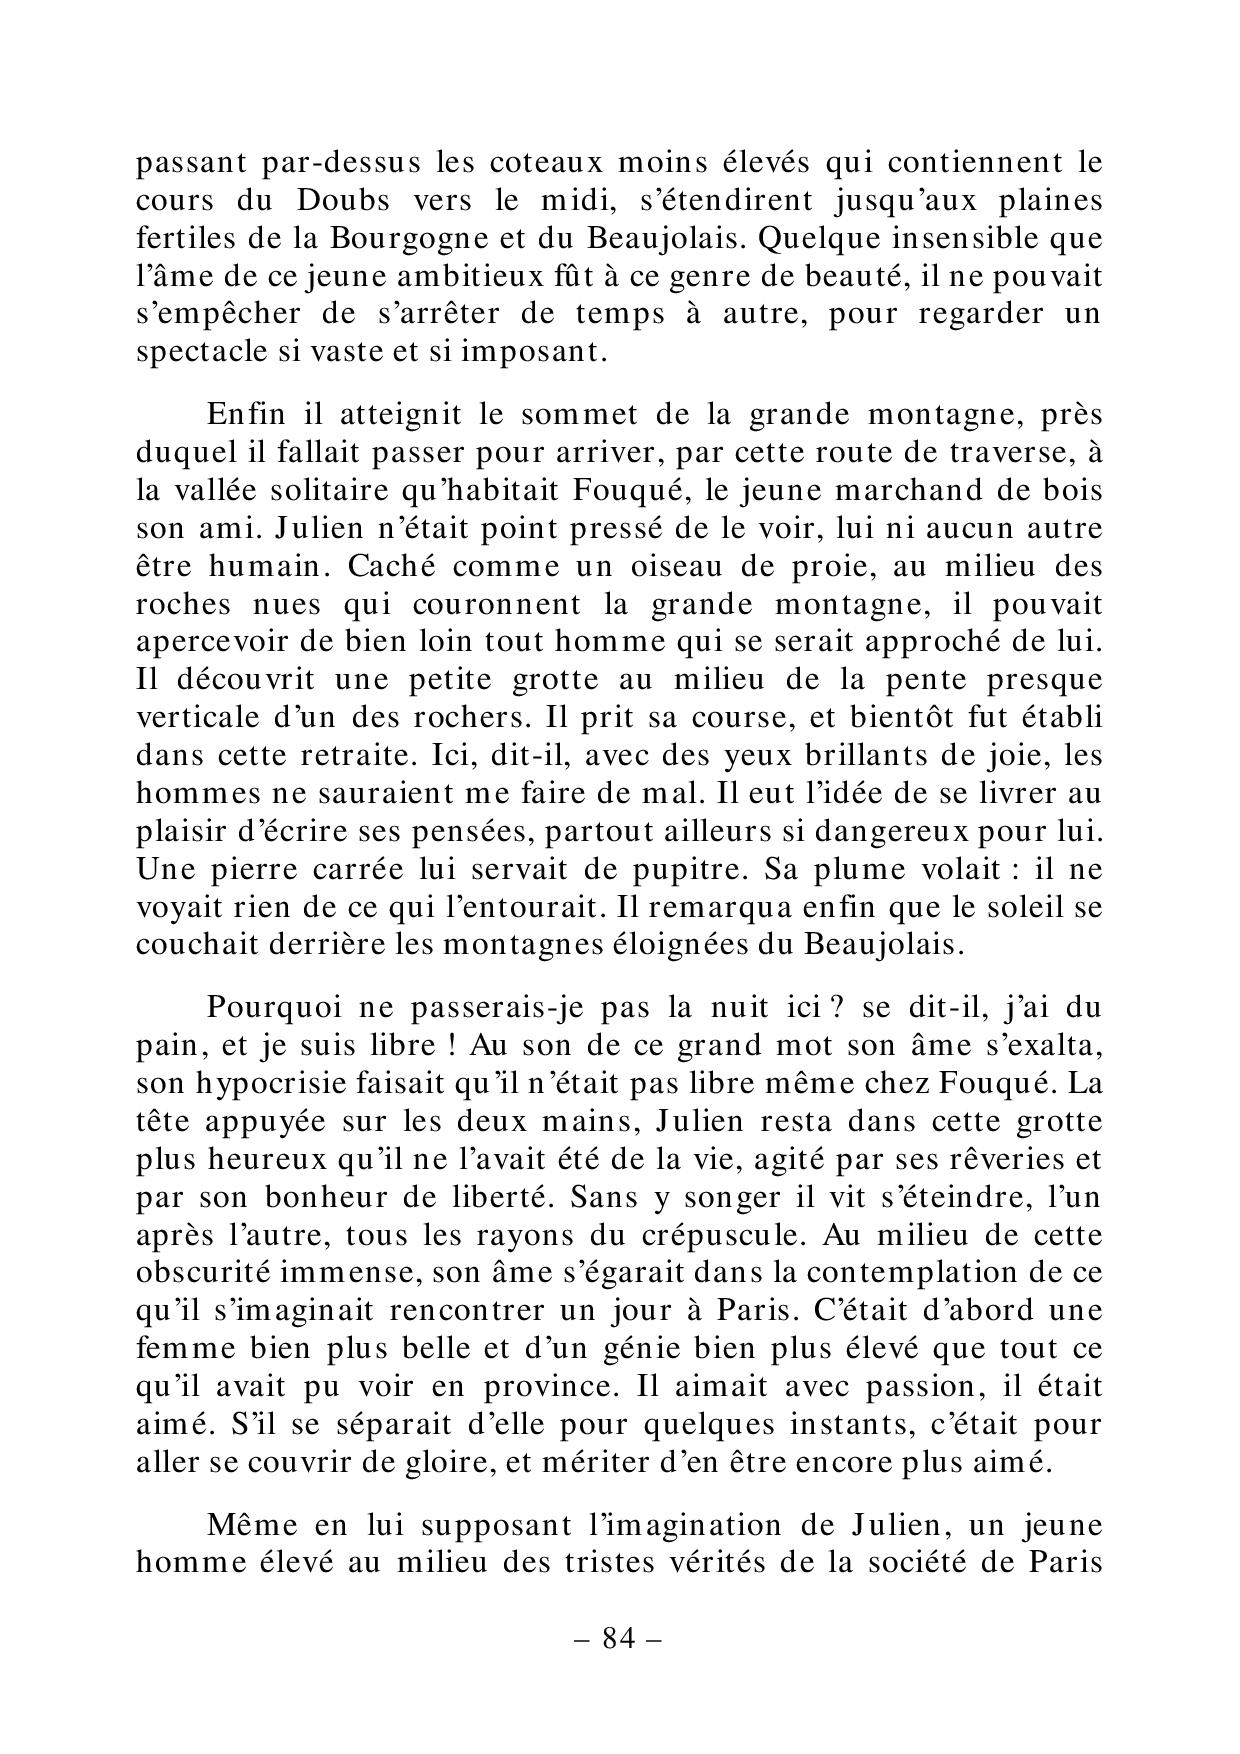 passant par-dessus les coteaux moins élevés qui contiennent le
cours du Doubs vers le midi, s’étendirent jusqu’aux plaines
fertiles de la Bourgogne et du Beaujolais. Quelque insensible que
l’âme de ce jeune ambitieux fût à ce genre de beauté, il ne pouvait
s’empêcher de s’arrêter de temps à autre, pour regarder un
spectacle si vaste et si imposant.
Enfin il atteignit le sommet de la grande montagne, près
duquel il fallait passer pour arriver, par cette route de traverse, à
la vallée solitaire qu’habitait Fouqué, le jeune marchand de bois
son ami. Julien n’était point pressé de le voir, lui ni aucun autre
être humain. Caché comme un oiseau de proie, au milieu des
roches nues qui couronnent la grande montagne, il pouvait
apercevoir de bien loin tout homme qui se serait approché de lui.
Il découvrit une petite grotte au milieu de la pente presque
verticale d’un des rochers. Il prit sa course, et bientôt fut établi
dans cette retraite. Ici, dit-il, avec des yeux brillants de joie, les
hommes ne sauraient me faire de mal. Il eut l’idée de se livrer au
plaisir d’écrire ses pensées, partout ailleurs si dangereux pour lui.
Une pierre carrée lui servait de pupitre. Sa plume volait : il ne
voyait rien de ce qui l’entourait. Il remarqua enfin que le soleil se
couchait derrière les montagnes éloignées du Beaujolais.
Pourquoi ne passerais-je pas la nuit ici ? se dit-il, j’ai du
pain, et je suis libre ! Au son de ce grand mot son âme s’exalta,
son hypocrisie faisait qu’il n’était pas libre même chez Fouqué. La
tête appuyée sur les deux mains, Julien resta dans cette grotte
plus heureux qu’il ne l’avait été de la vie, agité par ses rêveries et
par son bonheur de liberté. Sans y songer il vit s’éteindre, l’un
après l’autre, tous les rayons du crépuscule. Au milieu de cette
obscurité immense, son âme s’égarait dans la contemplation de ce
qu’il s’imaginait rencontrer un jour à Paris. C’était d’abord une
femme bien plus belle et d’un génie bien plus élevé que tout ce
qu’il avait pu voir en province. Il aimait avec passion, il était
aimé. S’il se séparait d’elle pour quelques instants, c’était pour
aller se couvrir de gloire, et mériter d’en être encore plus aimé.
Même en lui supposant l’imagination de Julien, un jeune
homme élevé au milieu des tristes vérités de la société de Paris
– 84 –